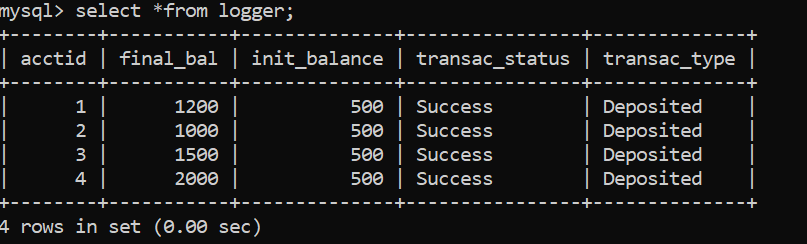 mysql> select *from logger;
+--------+-----------+--------------+----------------+--------------+
| acctid | final_bal | init_balance | transac_status | transac_type |
+--------+-----------+--------------+----------------+--------------+
|      1 |      1200 |          500 | Success        | Deposited    |
|      2 |      1000 |          500 | Success        | Deposited    |
|      3 |      1500 |          500 | Success        | Deposited    |
|      4 |      2000 |          500 | Success        | Deposited    |
+--------+-----------+--------------+----------------+--------------+
4 rows in set (0.00 sec)